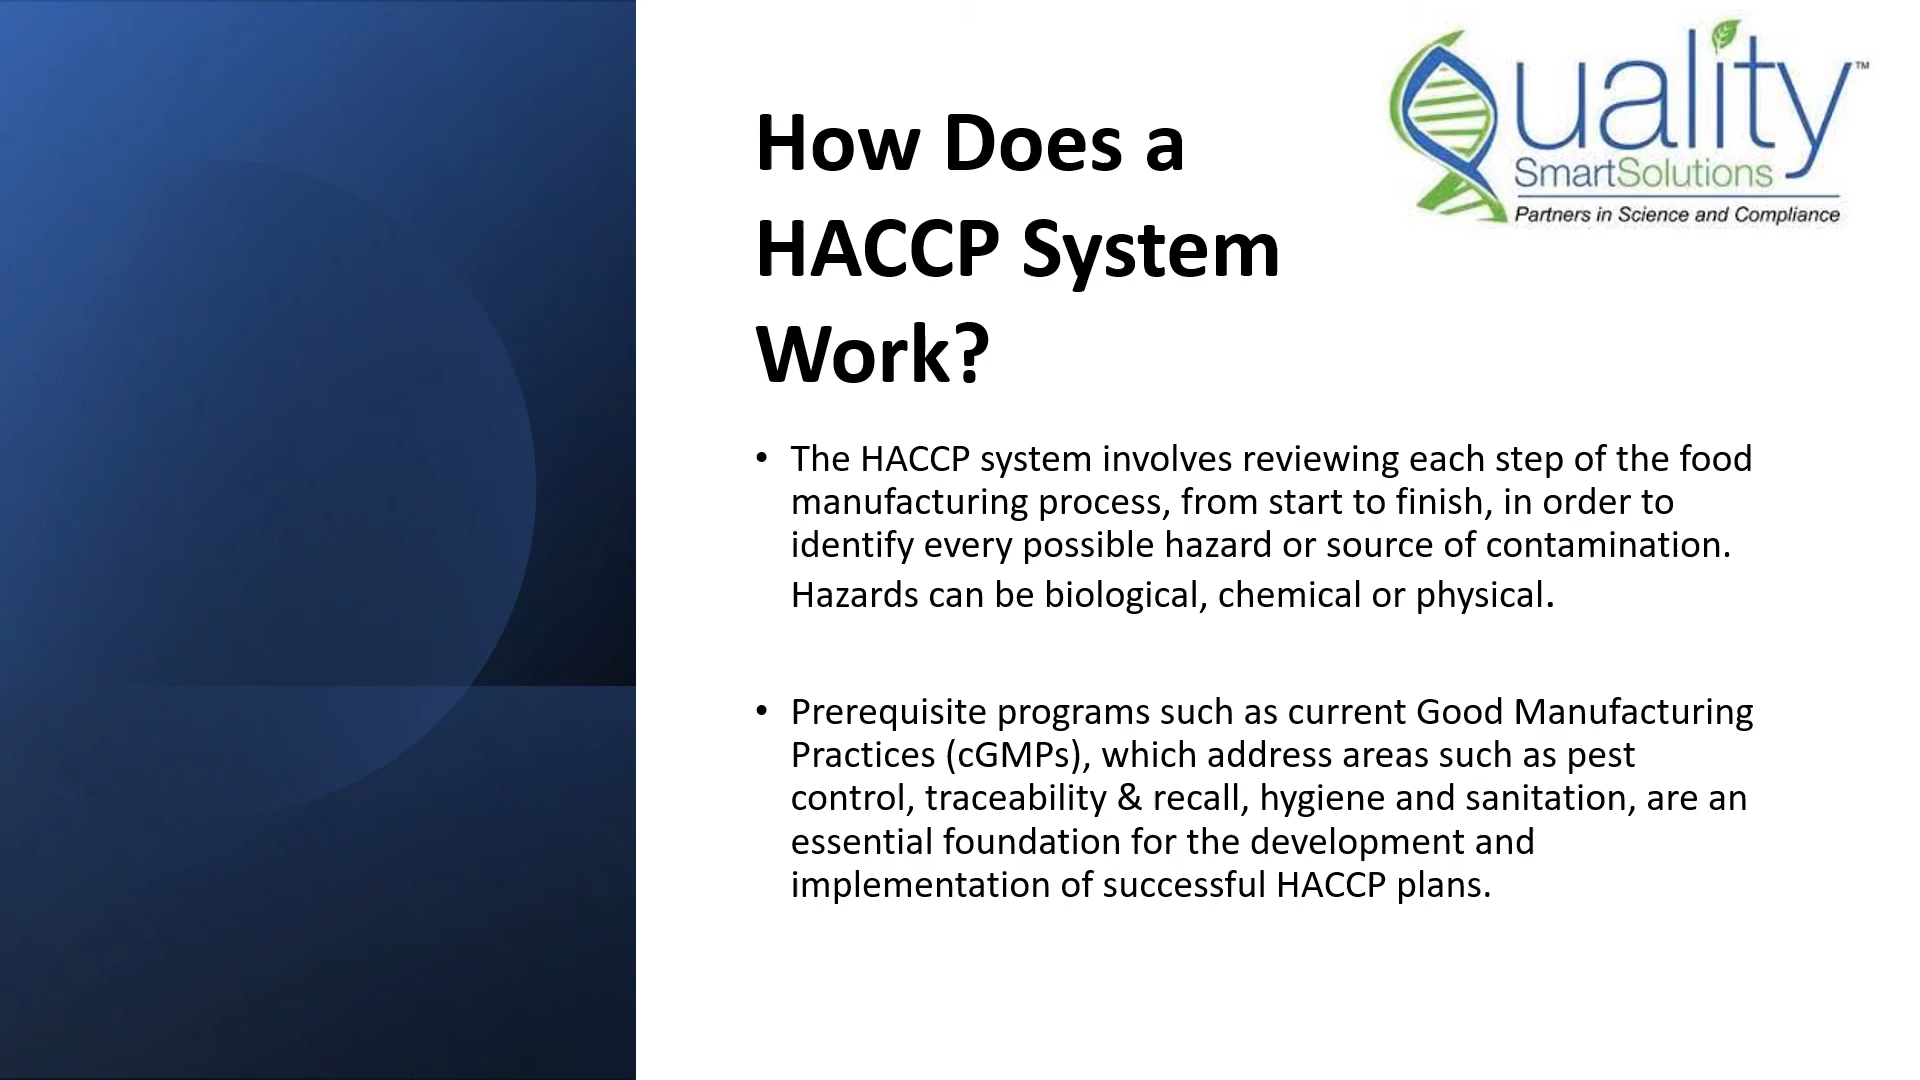 Quality™
SmartSolutions
Partners in Science and Compliance
How Does a
HACCP System
Work?
• The HACCP system involves reviewing each step of the food
manufacturing process, from start to finish, in order to
identify every possible hazard or source of contamination.
Hazards can be biological, chemical or physical.
• Prerequisite programs such as current Good Manufacturing
Practices (cGMPs), which address areas such as pest
control, traceability & recall, hygiene and sanitation, are an
essential foundation for the development and
implementation of successful HACCP plans.